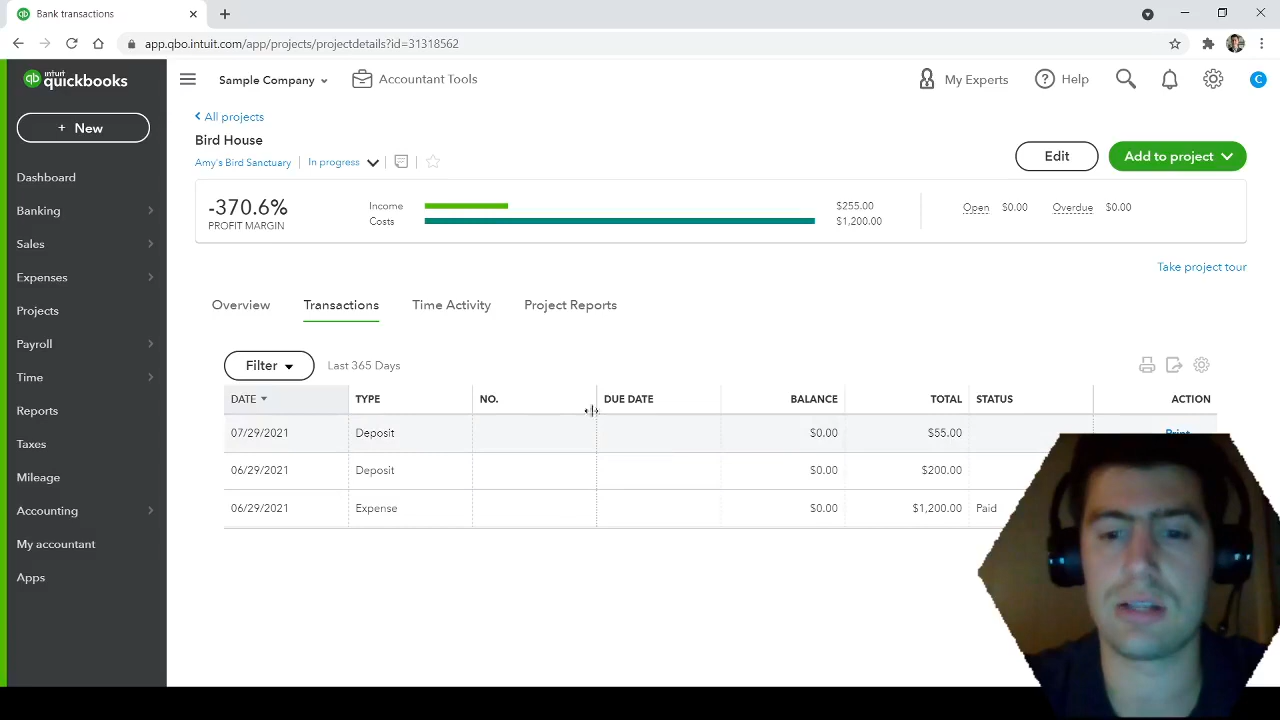 Bank transactions
app.qbo.intuit.com/app/projects/projectdetails?id=31318562
intuit quickbooks
Sample Company
Accountant Tools
My Experts
Help
C
+ New
Dashboard
Banking
Sales
Expenses
Projects
Payroll
Time
Reports
Taxes
Mileage
Accounting
My accountant
Apps
All projects
Bird House
Amy's Bird Sanctuary In progress
Edit
Add to project
-370.6%
PROFIT MARGIN
Income $255.00
Costs $1,200.00
Open $0.00 Overdue $0.00
Take project tour
Overview Transactions Time Activity Project Reports
Filter Last 365 Days
DATE TYPE NO. DUE DATE BALANCE TOTAL STATUS ACTION
07/29/2021 Deposit $0.00 $55.00 Print
06/29/2021 Deposit $0.00 $200.00
06/29/2021 Expense $0.00 $1,200.00 Paid